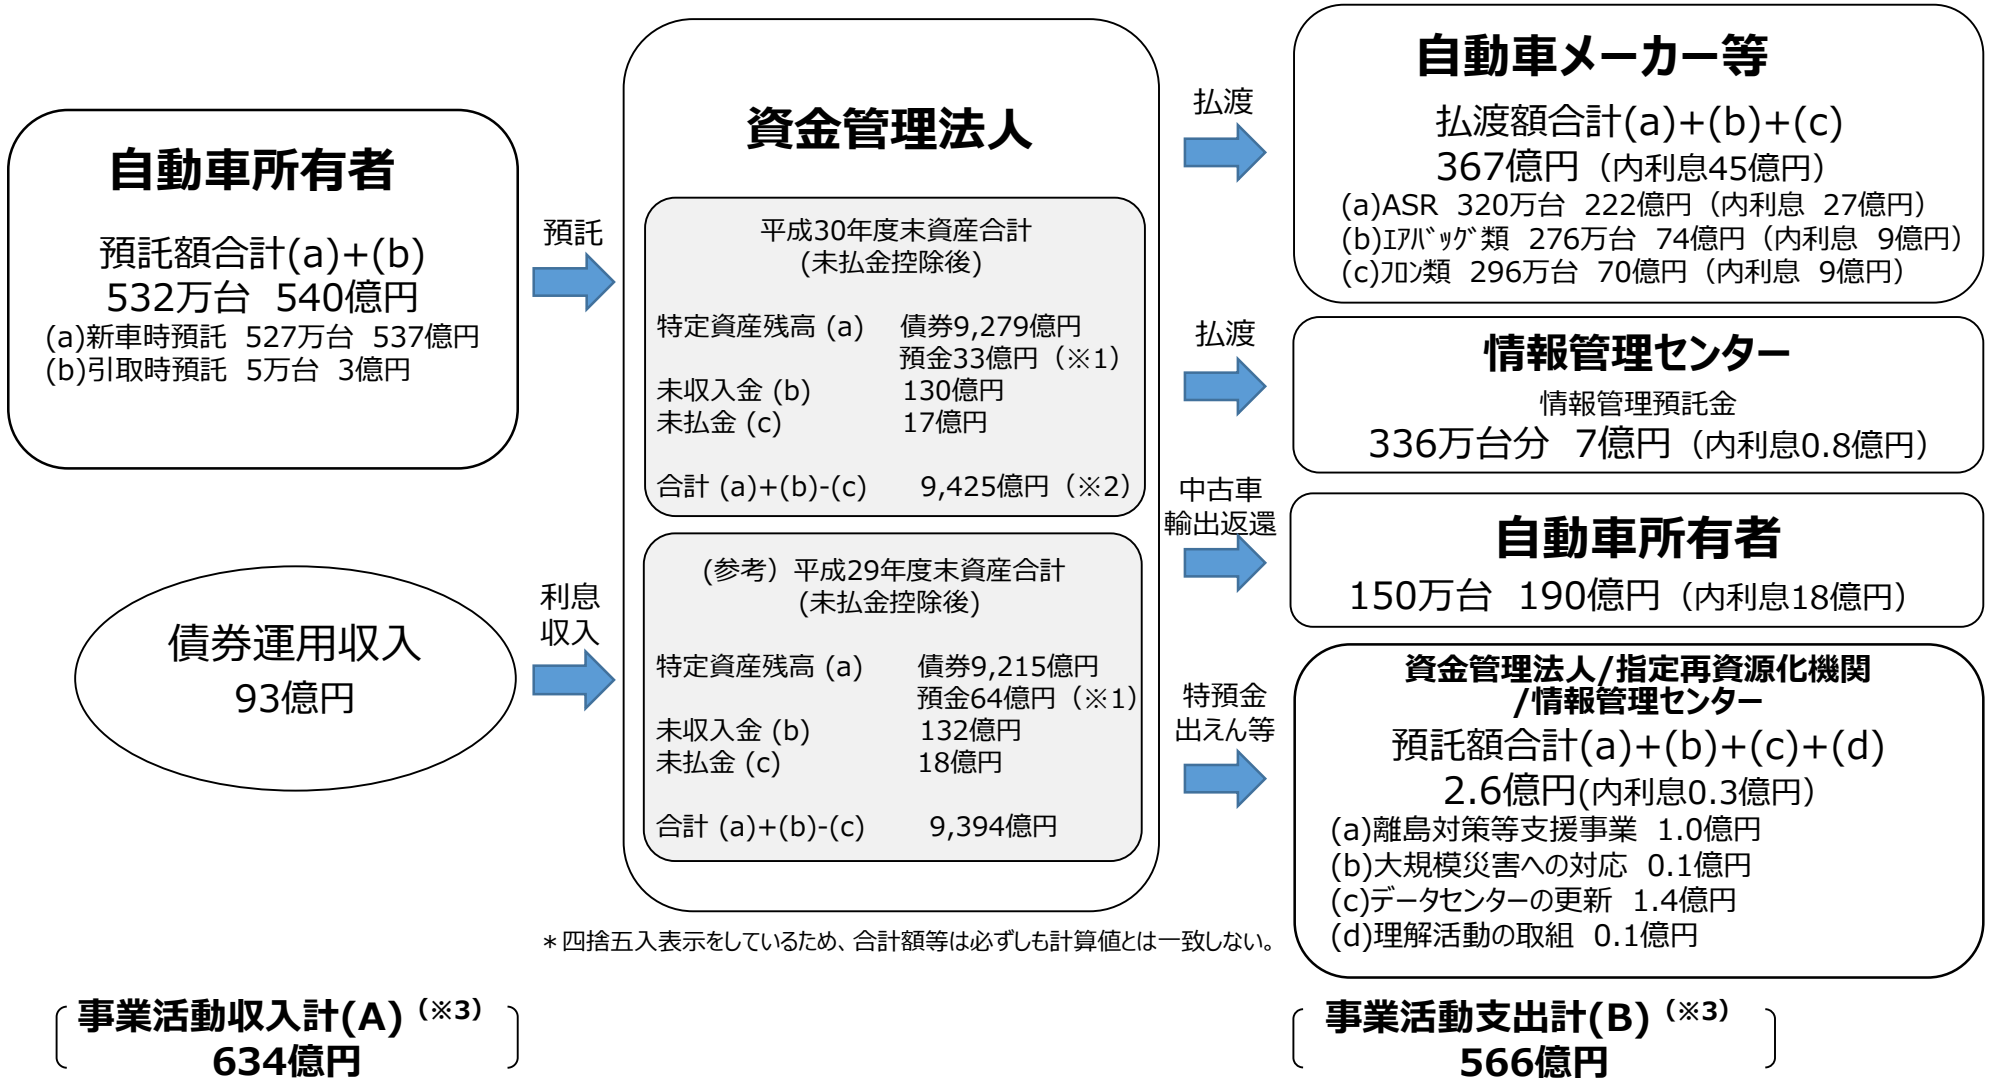 自動車所有者
預託額合計(a)+(b)
532万台 540億円
(a)新車時預託 527万台 537億円
(b)引取時預託 5万台 3億円
預託
債券運用収入
93億円
利息
収入
資金管理法人
平成30年度末資産合計
(未払金控除後)
特定資産残高 (a) 債券9,279億円
預金33億円（※1）
未収入金 (b) 130億円
未払金 (c) 17億円
合計 (a)+(b)-(c) 9,425億円（※2）
(参考）平成29年度末資産合計
(未払金控除後)
特定資産残高 (a) 債券9,215億円
預金64億円（※1）
未収入金 (b) 132億円
未払金 (c) 18億円
合計 (a)+(b)-(c) 9,394億円
払渡
自動車メーカー等
払渡額合計(a)+(b)+(c)
367億円（内利息45億円）
(a)ASR 320万台 222億円（内利息 27億円）
(b)ｴｱﾊﾞｯｸﾞ類 276万台 74億円（内利息 9億円）
(c)ﾌﾛﾝ類 296万台 70億円（内利息 9億円）
払渡
情報管理センター
情報管理預託金
336万台分 7億円（内利息0.8億円）
中古車
輸出返還
自動車所有者
150万台 190億円（内利息18億円）
特預金
出えん等
資金管理法人/指定再資源化機関
/情報管理センター
預託額合計(a)+(b)+(c)+(d)
2.6億円(内利息0.3億円）
(a)離島対策等支援事業 1.0億円
(b)大規模災害への対応 0.1億円
(c)データセンターの更新 1.4億円
(d)理解活動の取組 0.1億円
＊四捨五入表示をしているため、合計額等は必ずしも計算値とは一致しない。
事業活動収入計(A)（※3）
634億円
事業活動支出計(B)（※3）
566億円